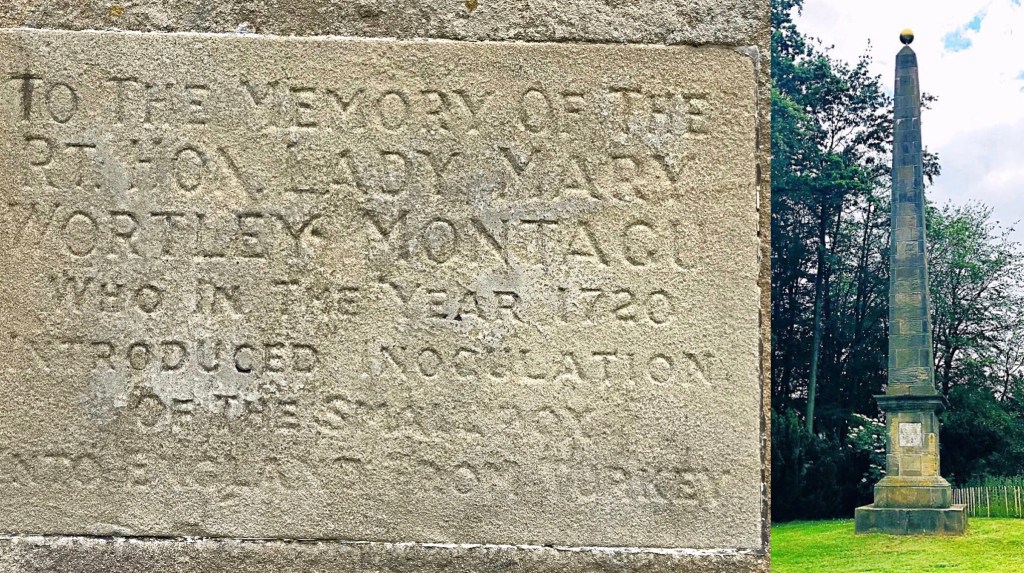 TO THE MEMORY OF THE
RT. HON. LADY MARY
WORTLEY MONTAGU
WHO IN THE YEAR 1720
INTRODUCED INOCULATION
OF THE SMALL POX
INTO ENGLAND FROM TURKEY